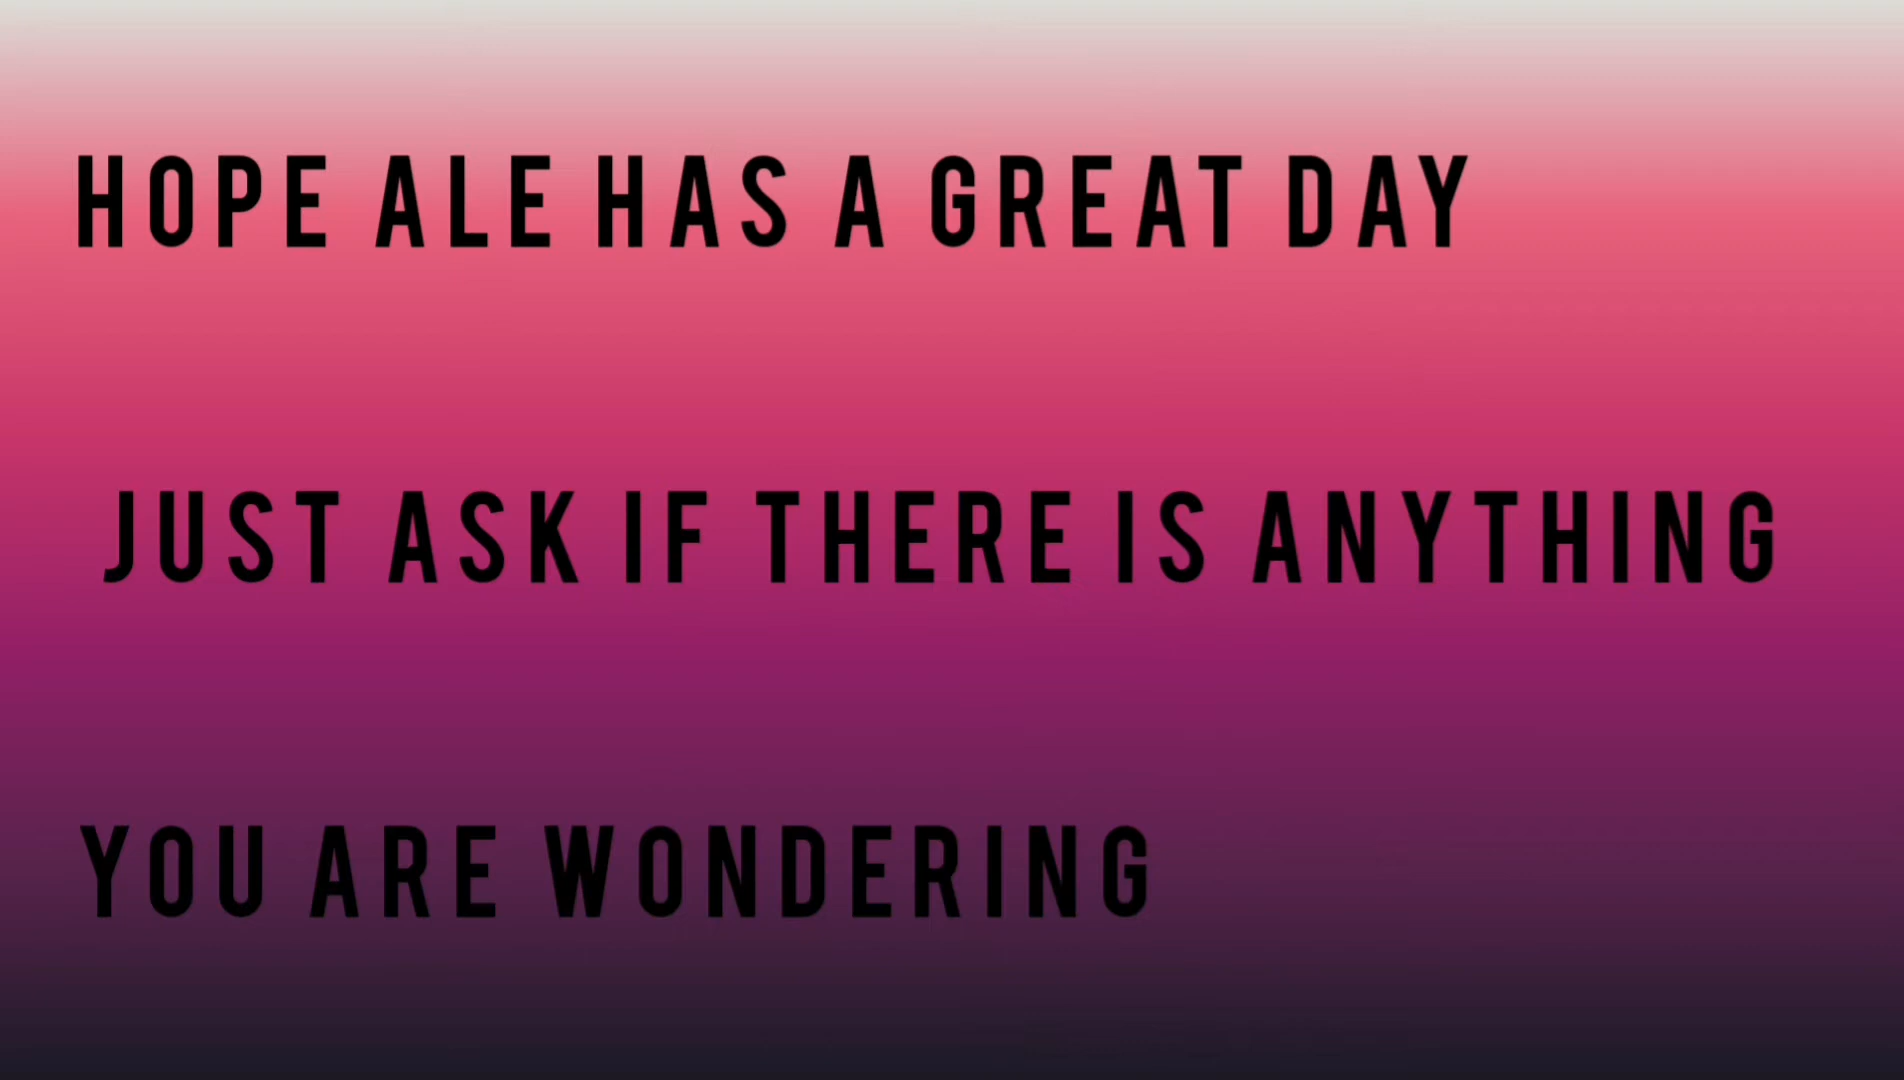 HOPE ALE HAS A GREAT DAY
JUST ASK IF THERE IS ANYTHING
YOU ARE WONDERING